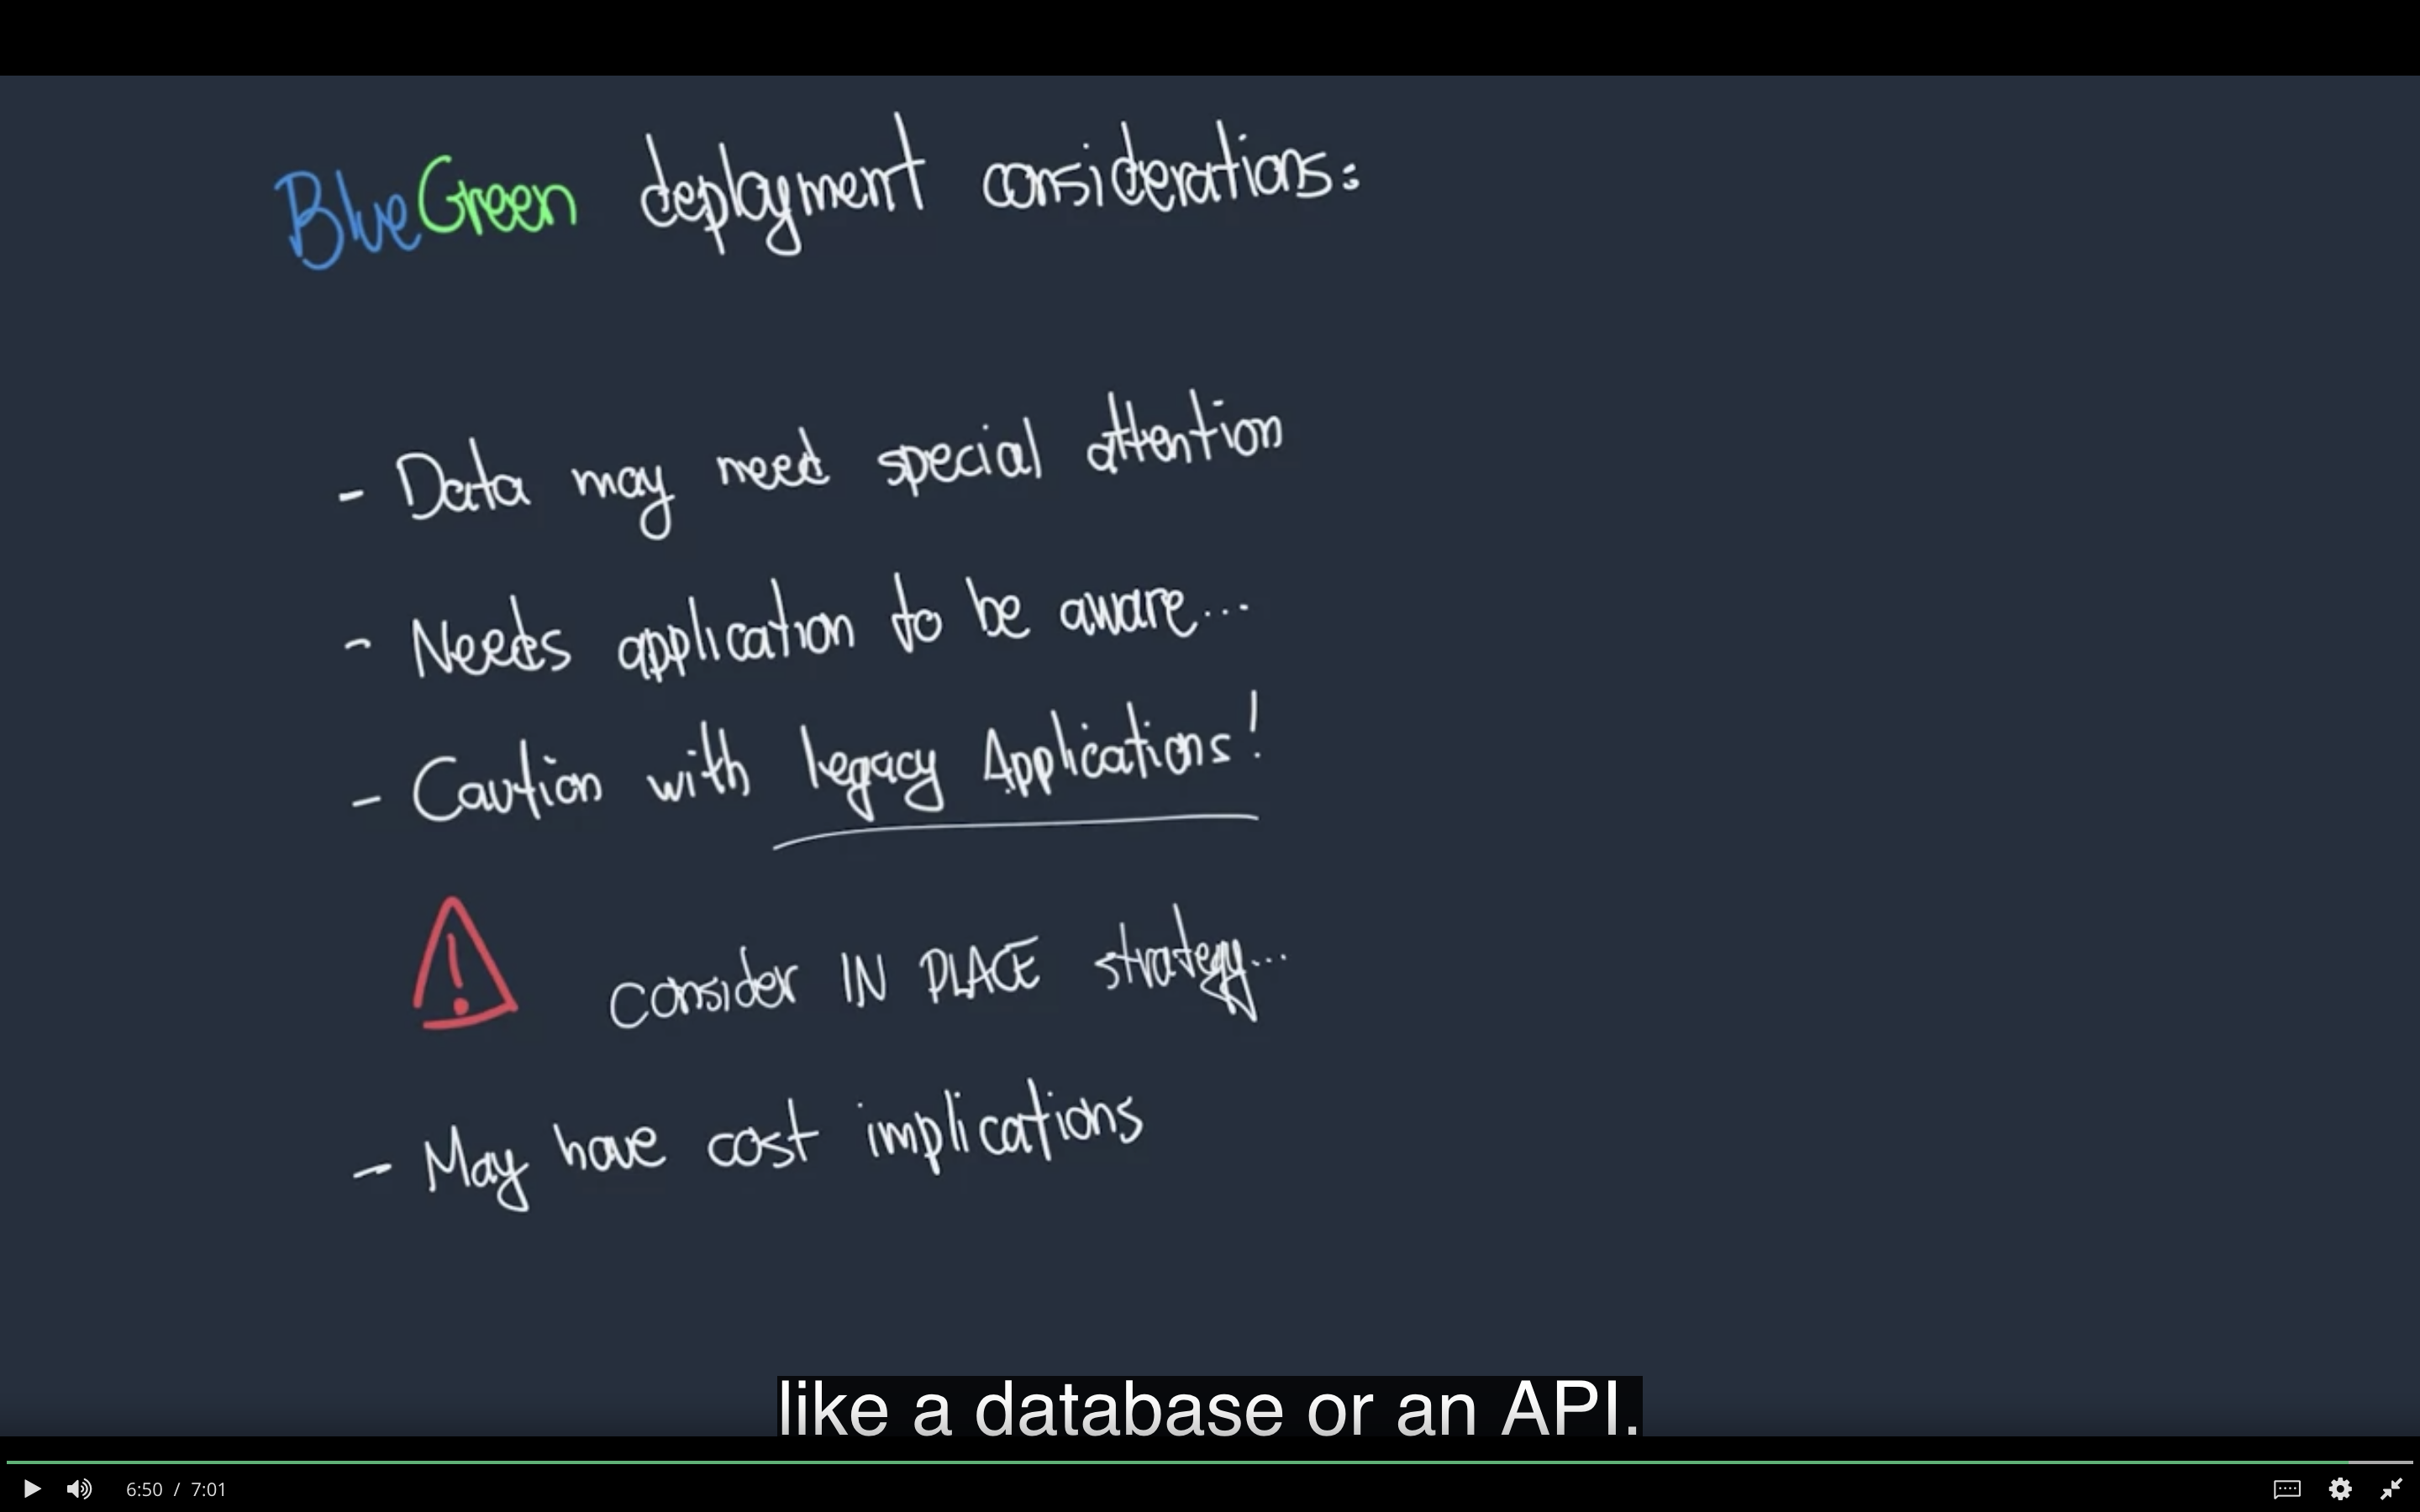 BlueGreen deployment considerations:
- Data may need special attention
- Needs application to be aware...
- Caution with legacy Applications!
! consider IN PLACE strategy...
- May have cost implications
like a database or an API.
6:50 / 7:01